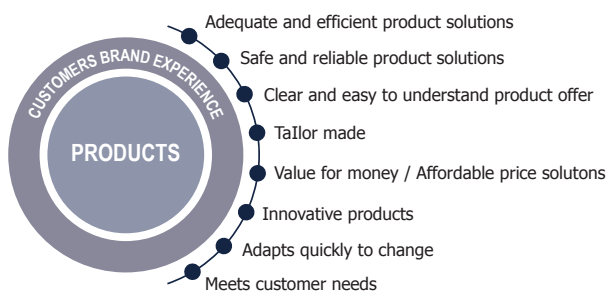 CUSTOMERS BRAND EXPERIENCE
PRODUCTS
Adequate and efficient product solutions
Safe and reliable product solutions
Clear and easy to understand product offer
TaIlor made
Value for money / Affordable price solutons
Innovative products
Adapts quickly to change
Meets customer needs